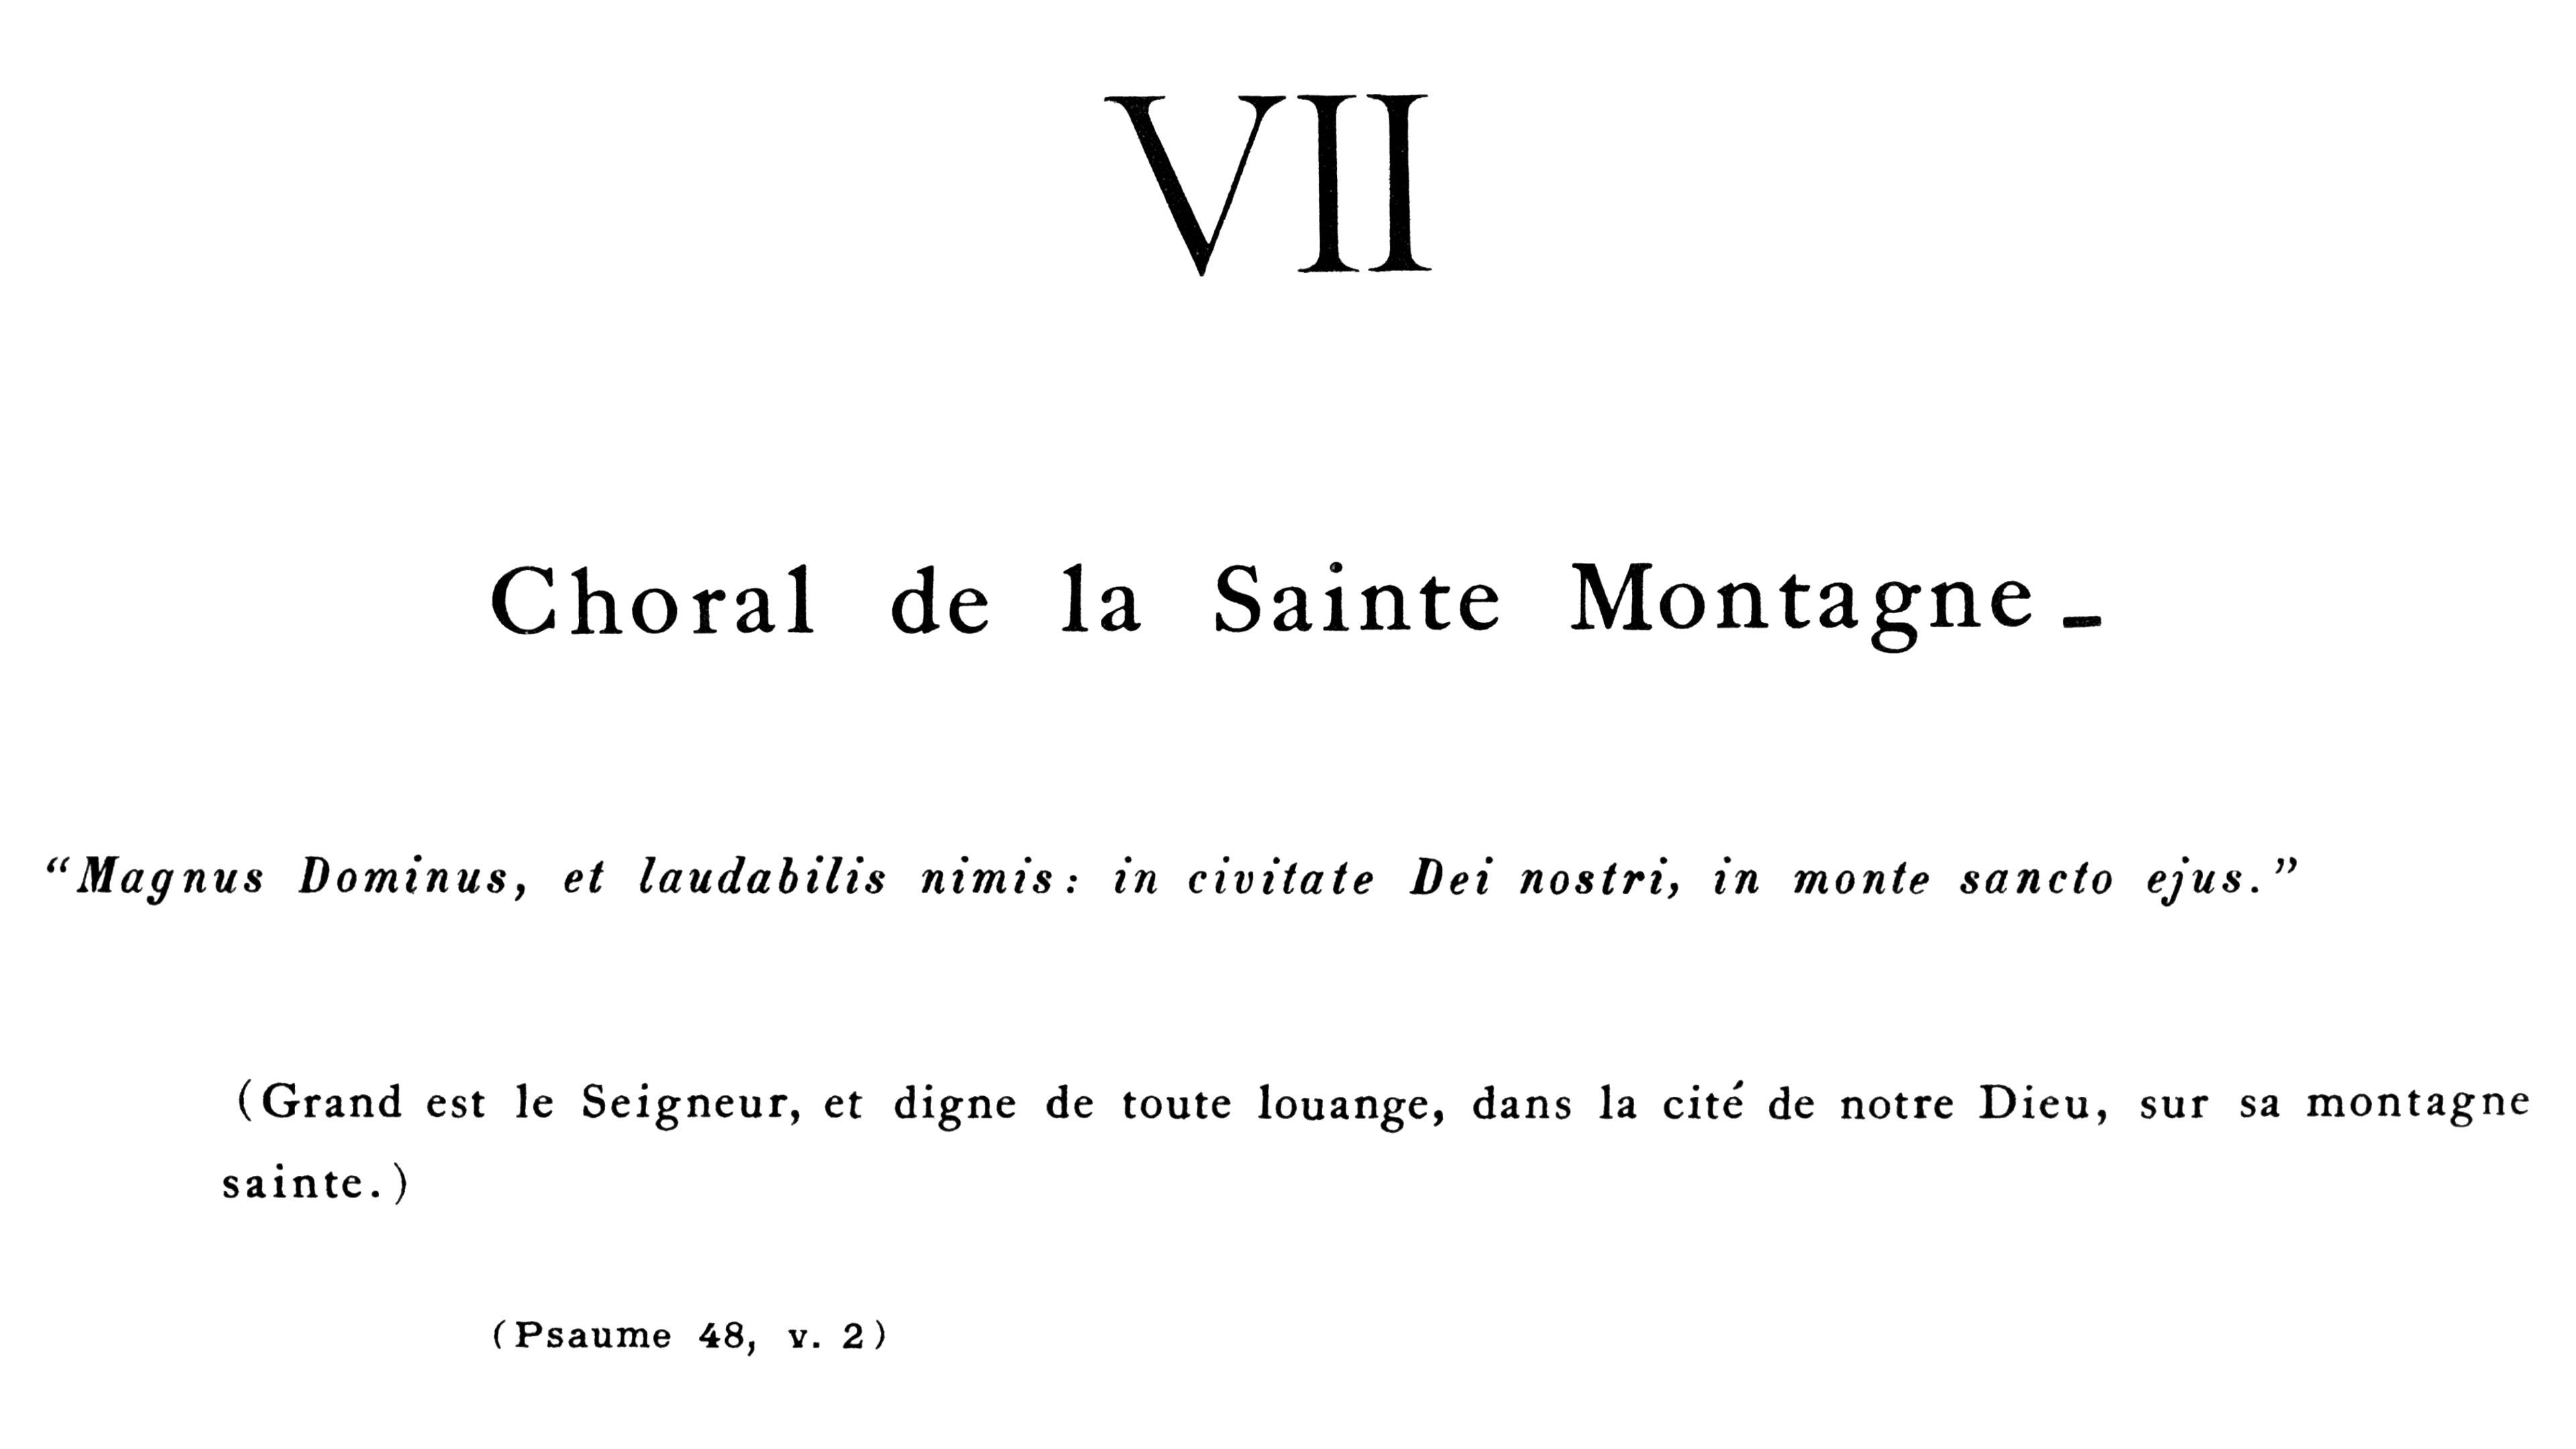 VII
Choral de la Sainte Montagne _
“Magnus Dominus, et laudabilis nimis: in civitate Dei nostri, in monte sancto ejus.”
(Grand est le Seigneur, et digne de toute louange, dans la cité de notre Dieu, sur sa montagne
sainte.)
(Psaume 48, v. 2)